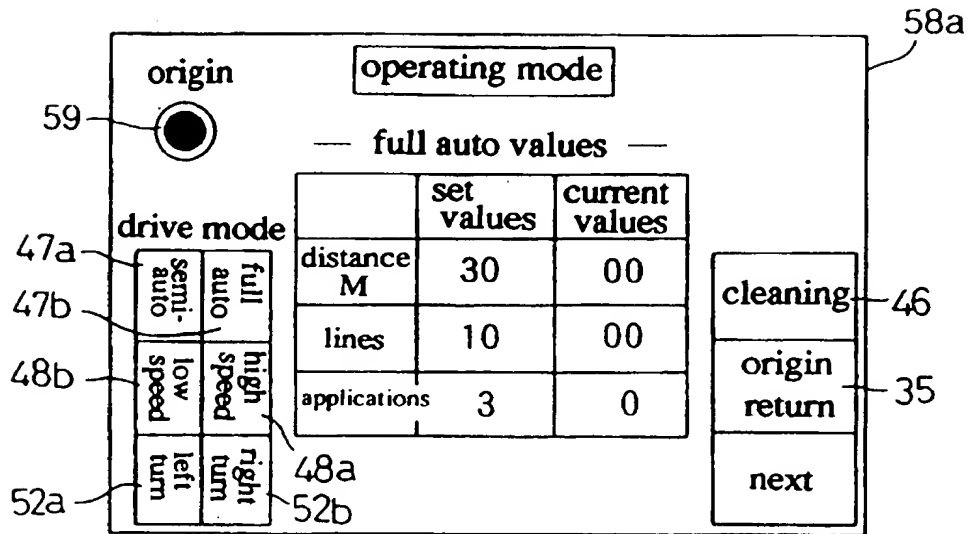 58a
origin
operating mode
59
— full auto values —
set values
current values
drive mode
47a
semi-auto
full auto
47b
distance M
30
00
cleaning
46
lines
10
00
48b
low speed
high speed
origin return
35
applications
3
0
48a
left turn
right turn
next
52a
52b